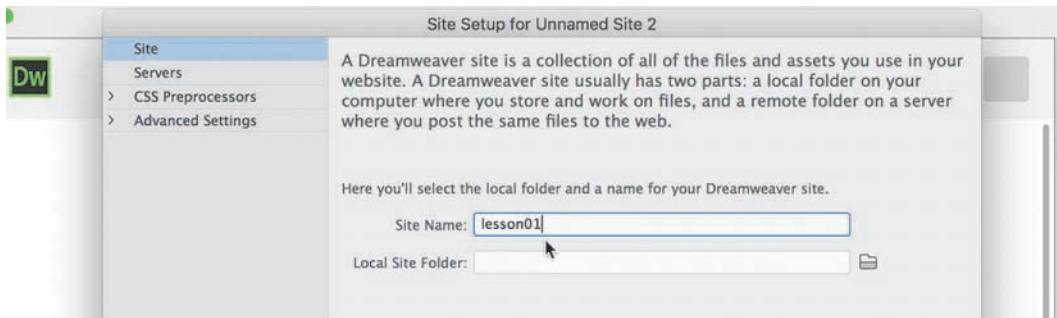 Site Setup for Unnamed Site 2
Dw
Site
Servers
> CSS Preprocessors
> Advanced Settings
A Dreamweaver site is a collection of all of the files and assets you use in your
website. A Dreamweaver site usually has two parts: a local folder on your
computer where you store and work on files, and a remote folder on a server
where you post the same files to the web.
Here you'll select the local folder and a name for your Dreamweaver site.
Site Name: lesson01
Local Site Folder: